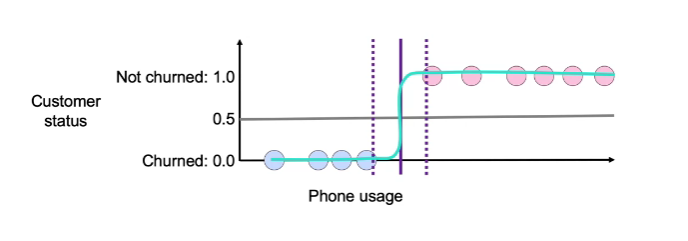 Not churned: 1.0
Customer
status
0.5
Churned: 0.0
Phone usage